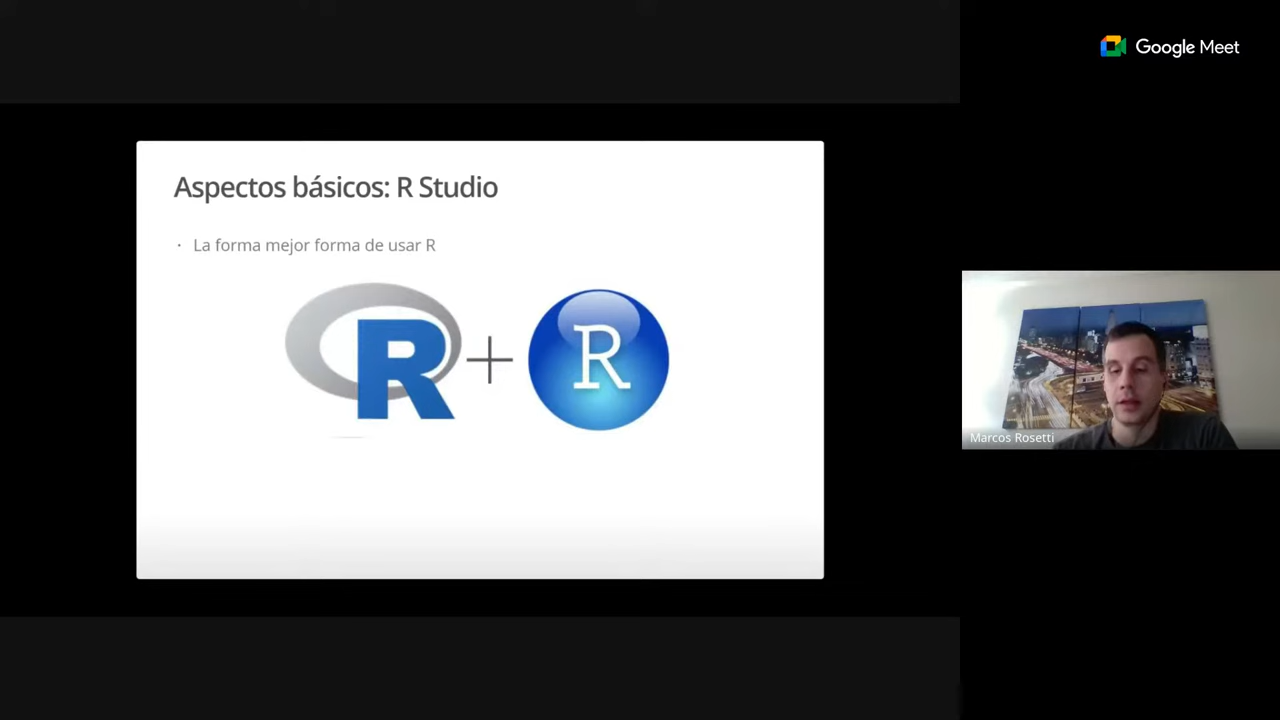 Google Meet
Aspectos básicos: R Studio
· La forma mejor forma de usar R
R + R
Marcos Rosetti